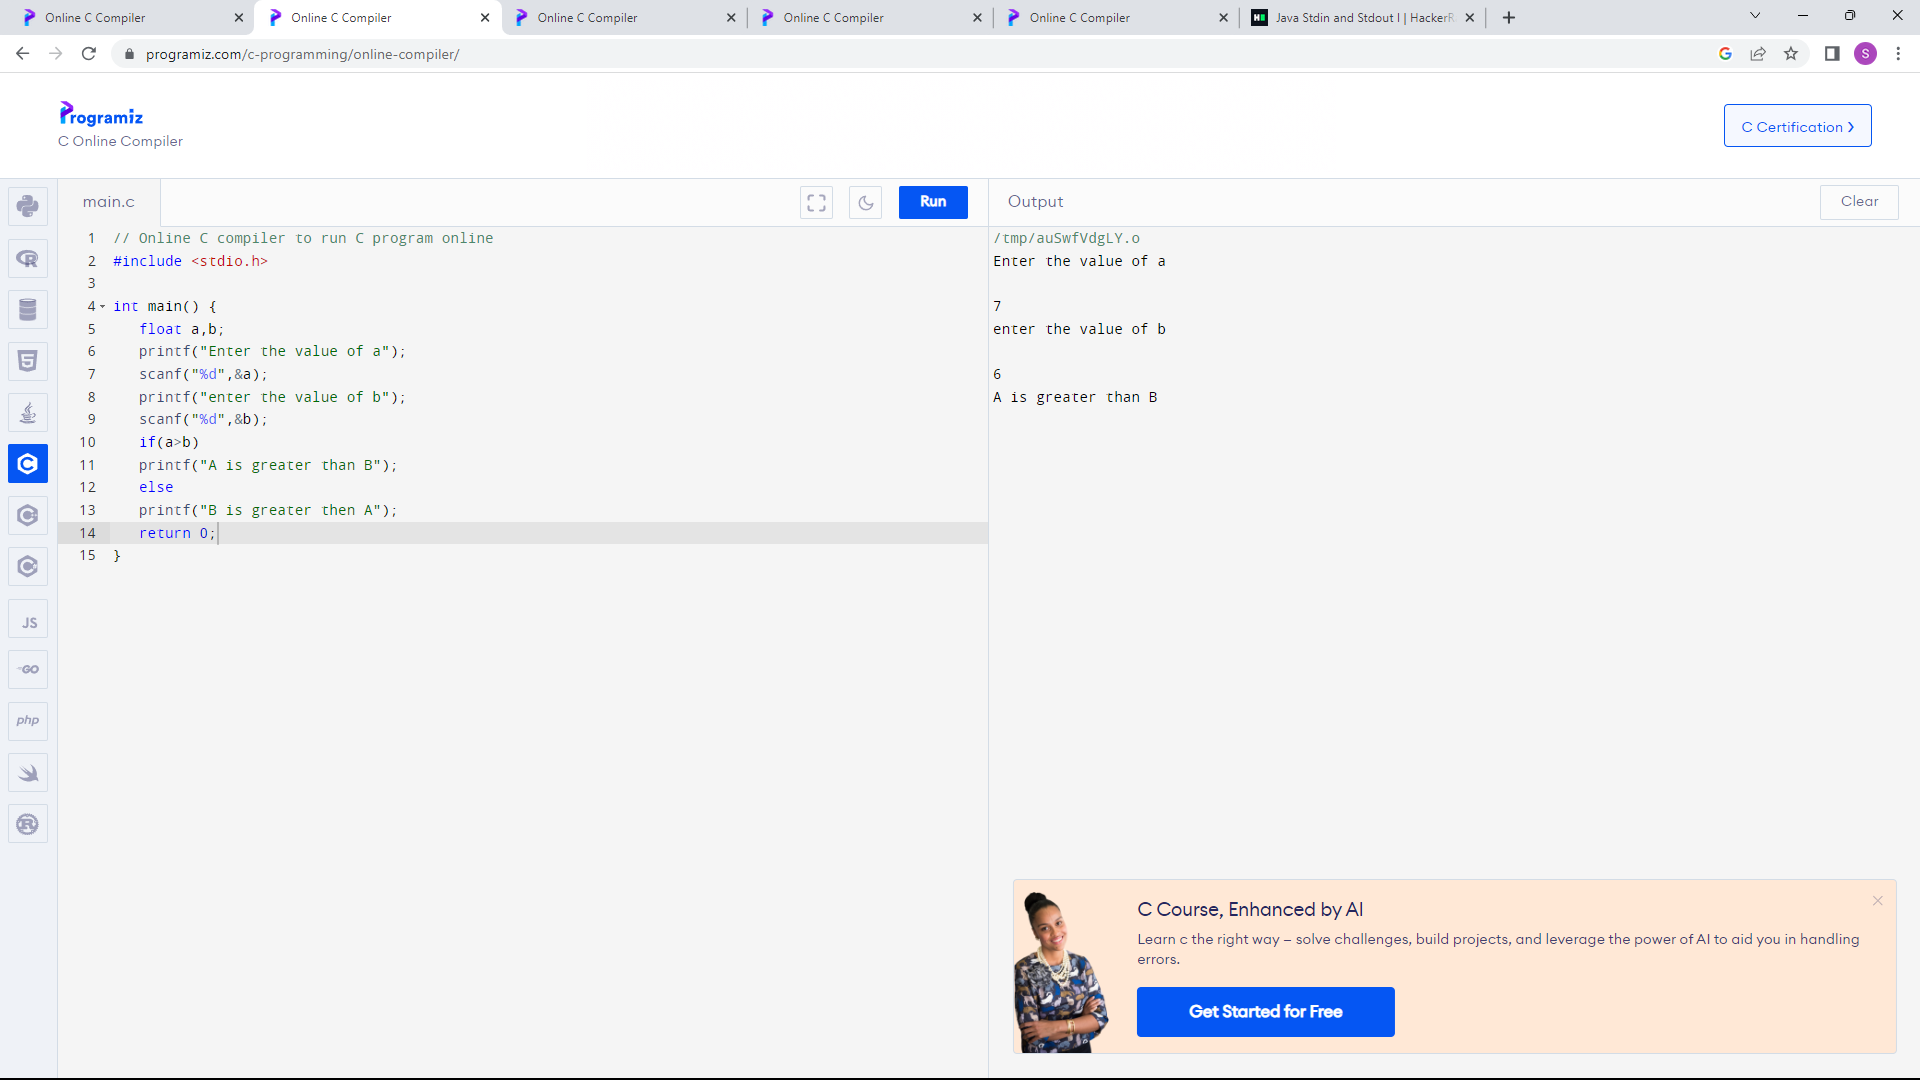 Online C Compiler
Online C Compiler
Online C Compiler
Online C Compiler
Online C Compiler
Java Stdin and Stdout I | HackerR
programiz.com/c-programming/online-compiler/
S
Programiz
C Online Compiler
C Certification
main.c
Run
Output
Clear
1 // Online C compiler to run C program online
2 #include <stdio.h>
3
4 int main() {
5    float a,b;
6    printf("Enter the value of a");
7    scanf("%d",&a);
8    printf("enter the value of b");
9    scanf("%d",&b);
10    if(a>b)
11    printf("A is greater than B");
12    else
13    printf("B is greater then A");
14    return 0;
15 }
/tmp/auSwfVdgLY.o
Enter the value of a
7
enter the value of b
6
A is greater than B
R
5
C
C
C
JS
GO
php
R
C Course, Enhanced by AI
Learn c the right way – solve challenges, build projects, and leverage the power of AI to aid you in handling
errors.
Get Started for Free